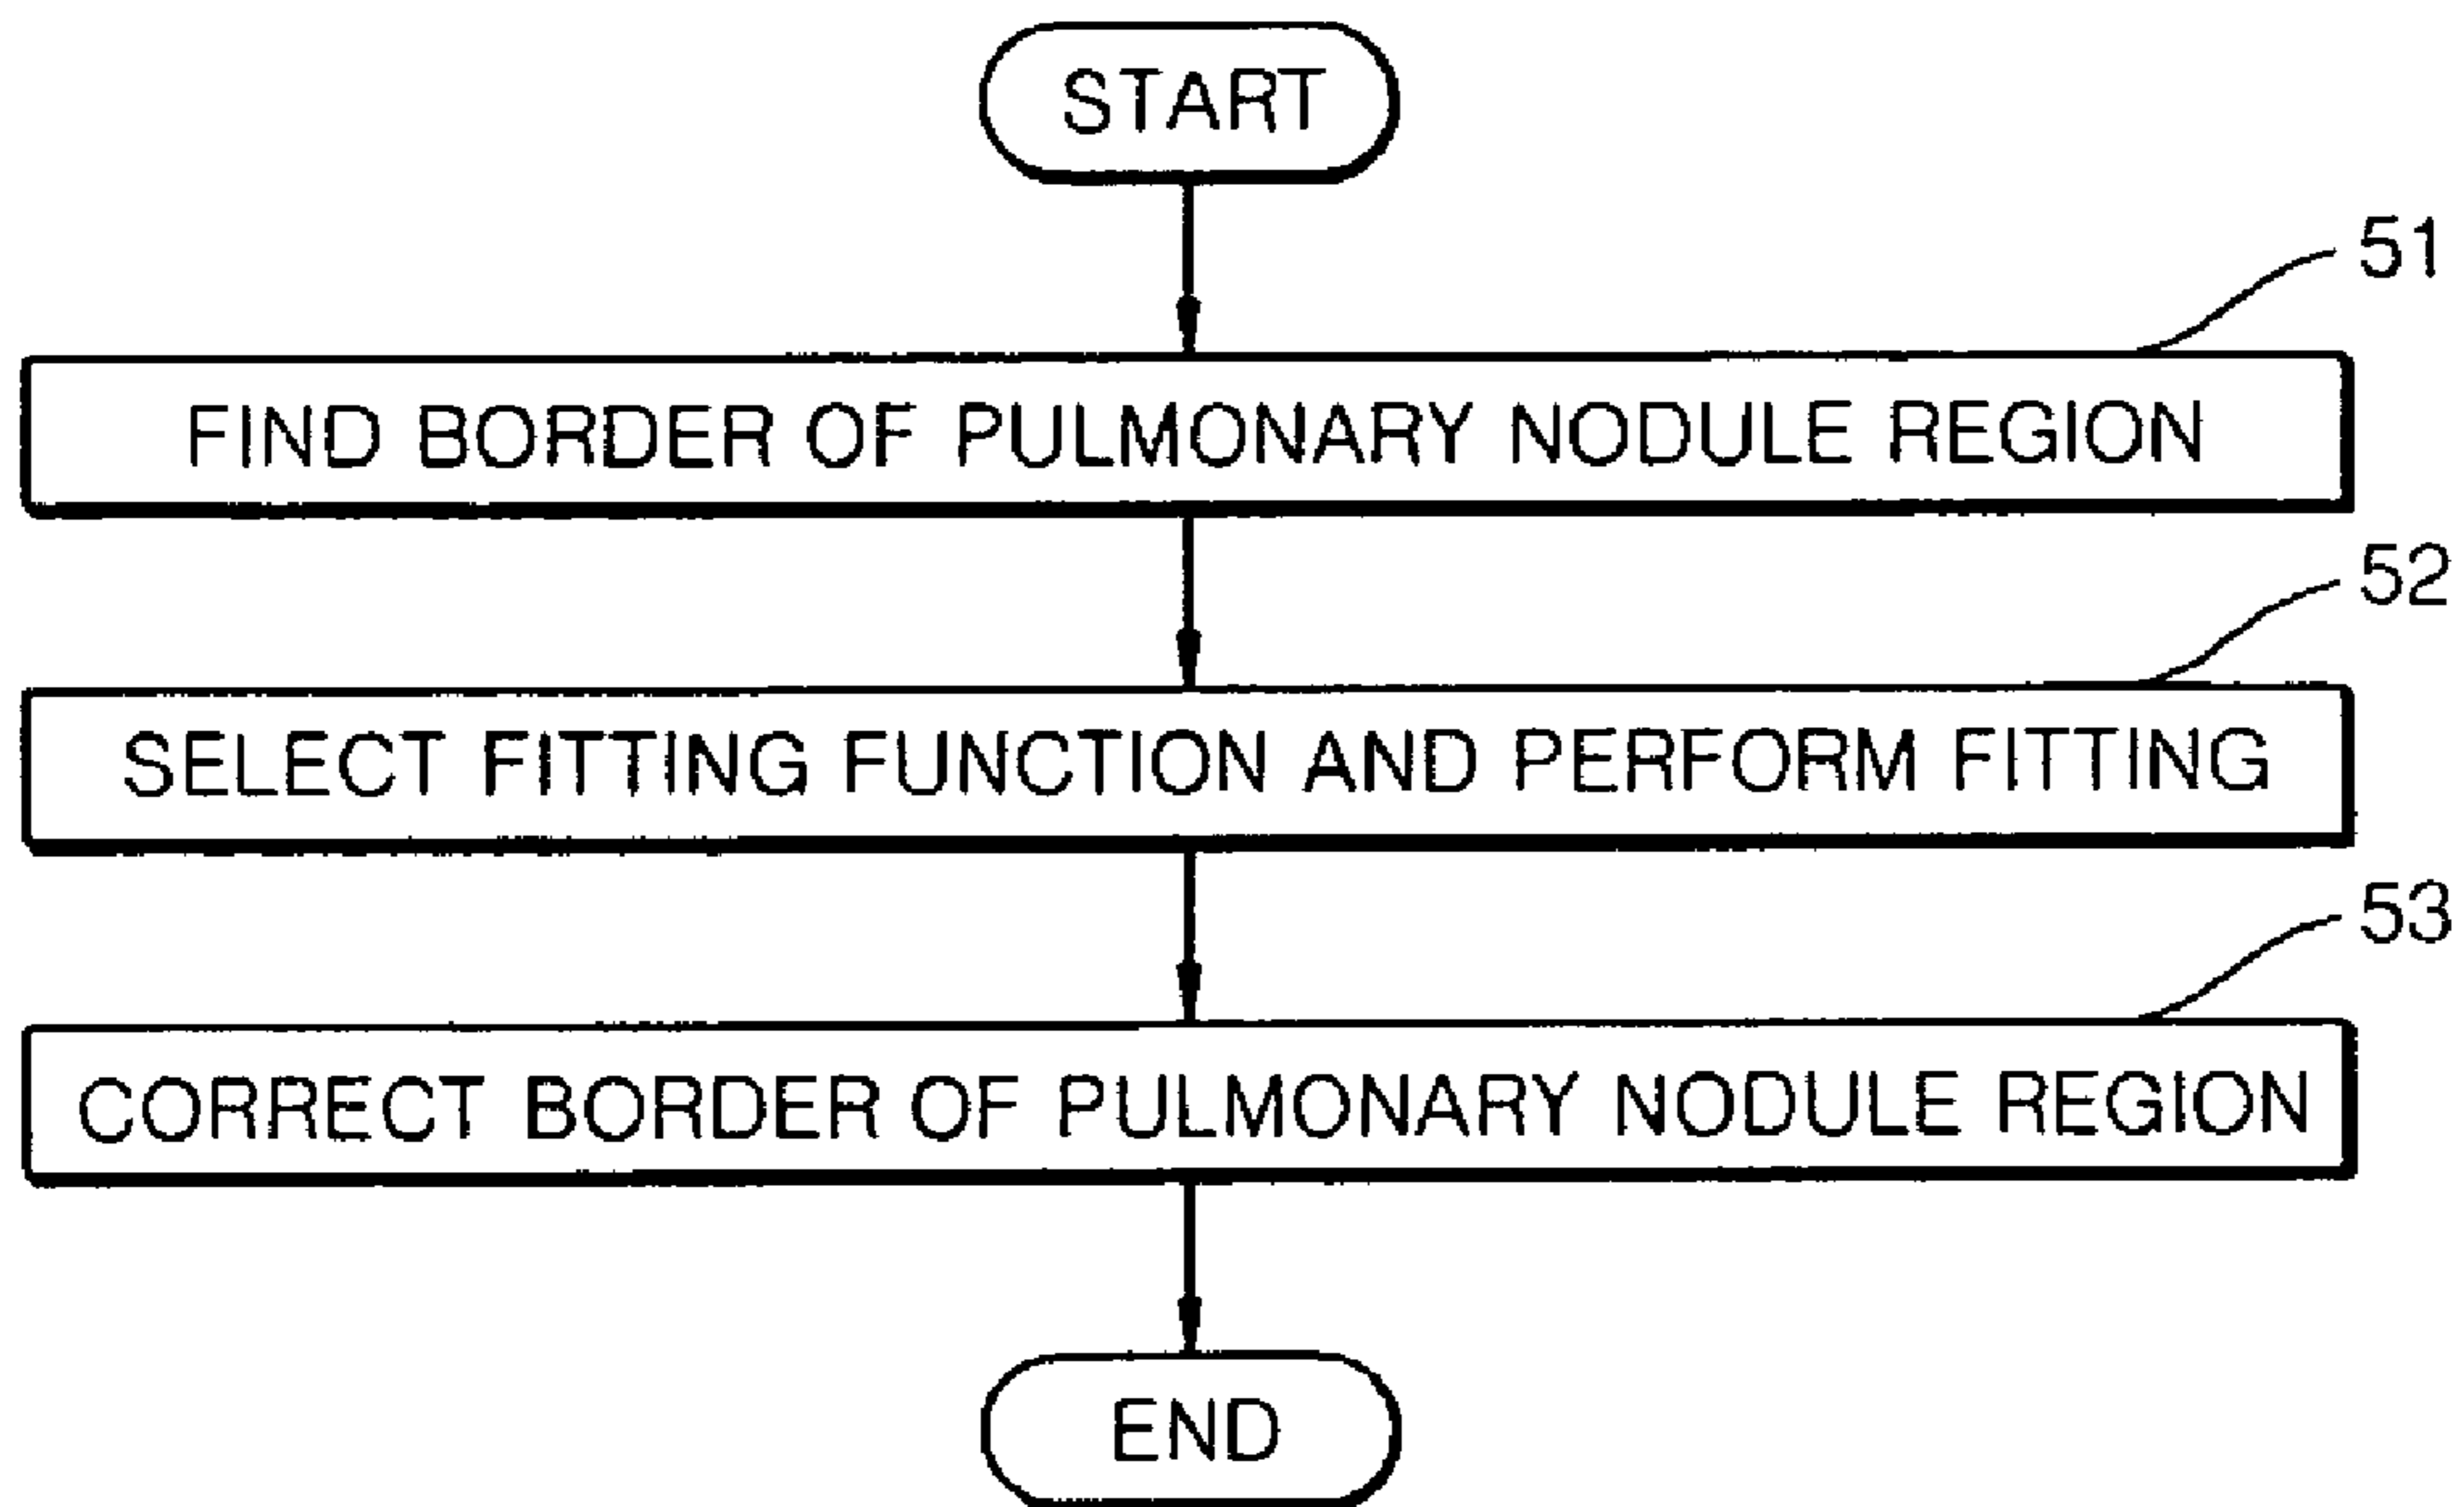 START
51
FIND BORDER OF PULMONARY NODULE REGION
52
SELECT FITTING FUNCTION AND PERFORM FITTING
53
CORRECT BORDER OF PULMONARY NODULE REGION
END